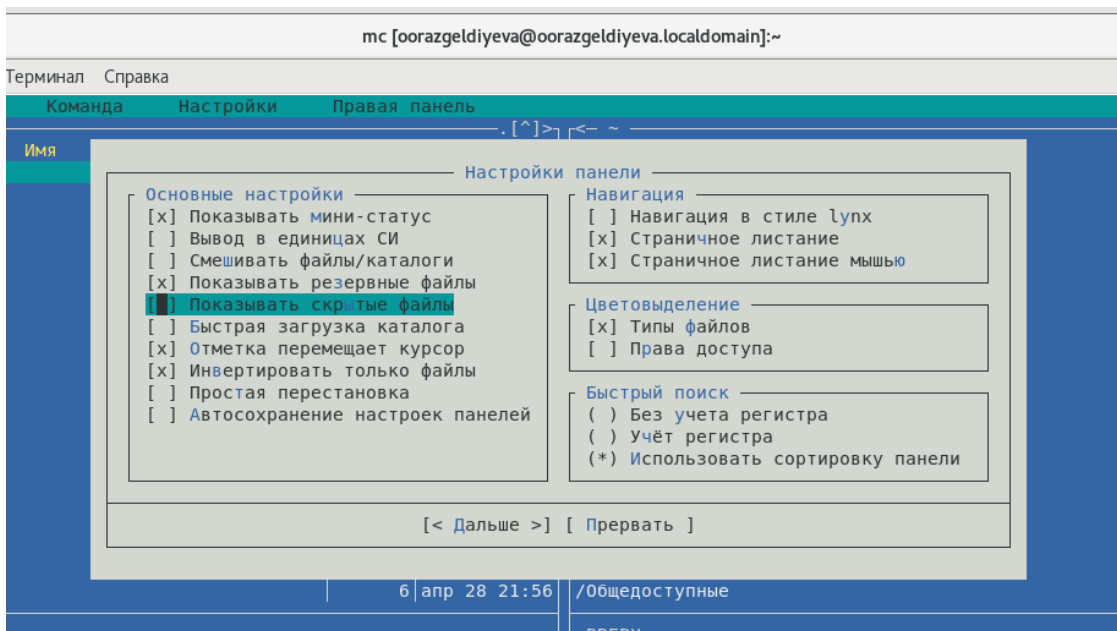 mc [oorazgeldiyeva@oorazgeldiyeva.localdomain]:~
Терминал Справка
Команда Настройки Правая панель
.[^]> <— ~
Имя
Настройки панели
Основные настройки
[x] Показывать мини-статус
[ ] Вывод в единицах СИ
[ ] Смешивать файлы/каталоги
[x] Показывать резервные файлы
[ ] Показывать скрытые файлы
[ ] Быстрая загрузка каталога
[x] Отметка перемещает курсор
[x] Инвертировать только файлы
[ ] Простая перестановка
[ ] Автосохранение настроек панелей
Навигация
[ ] Навигация в стиле lynx
[x] Страничное листание
[x] Страничное листание мышью
Цветовыделение
[x] Типы файлов
[ ] Права доступа
Быстрый поиск
( ) Без учета регистра
( ) Учёт регистра
(*) Использовать сортировку панели
[< Дальше >] [ Прервать ]
6 апр 28 21:56 /Общедоступные